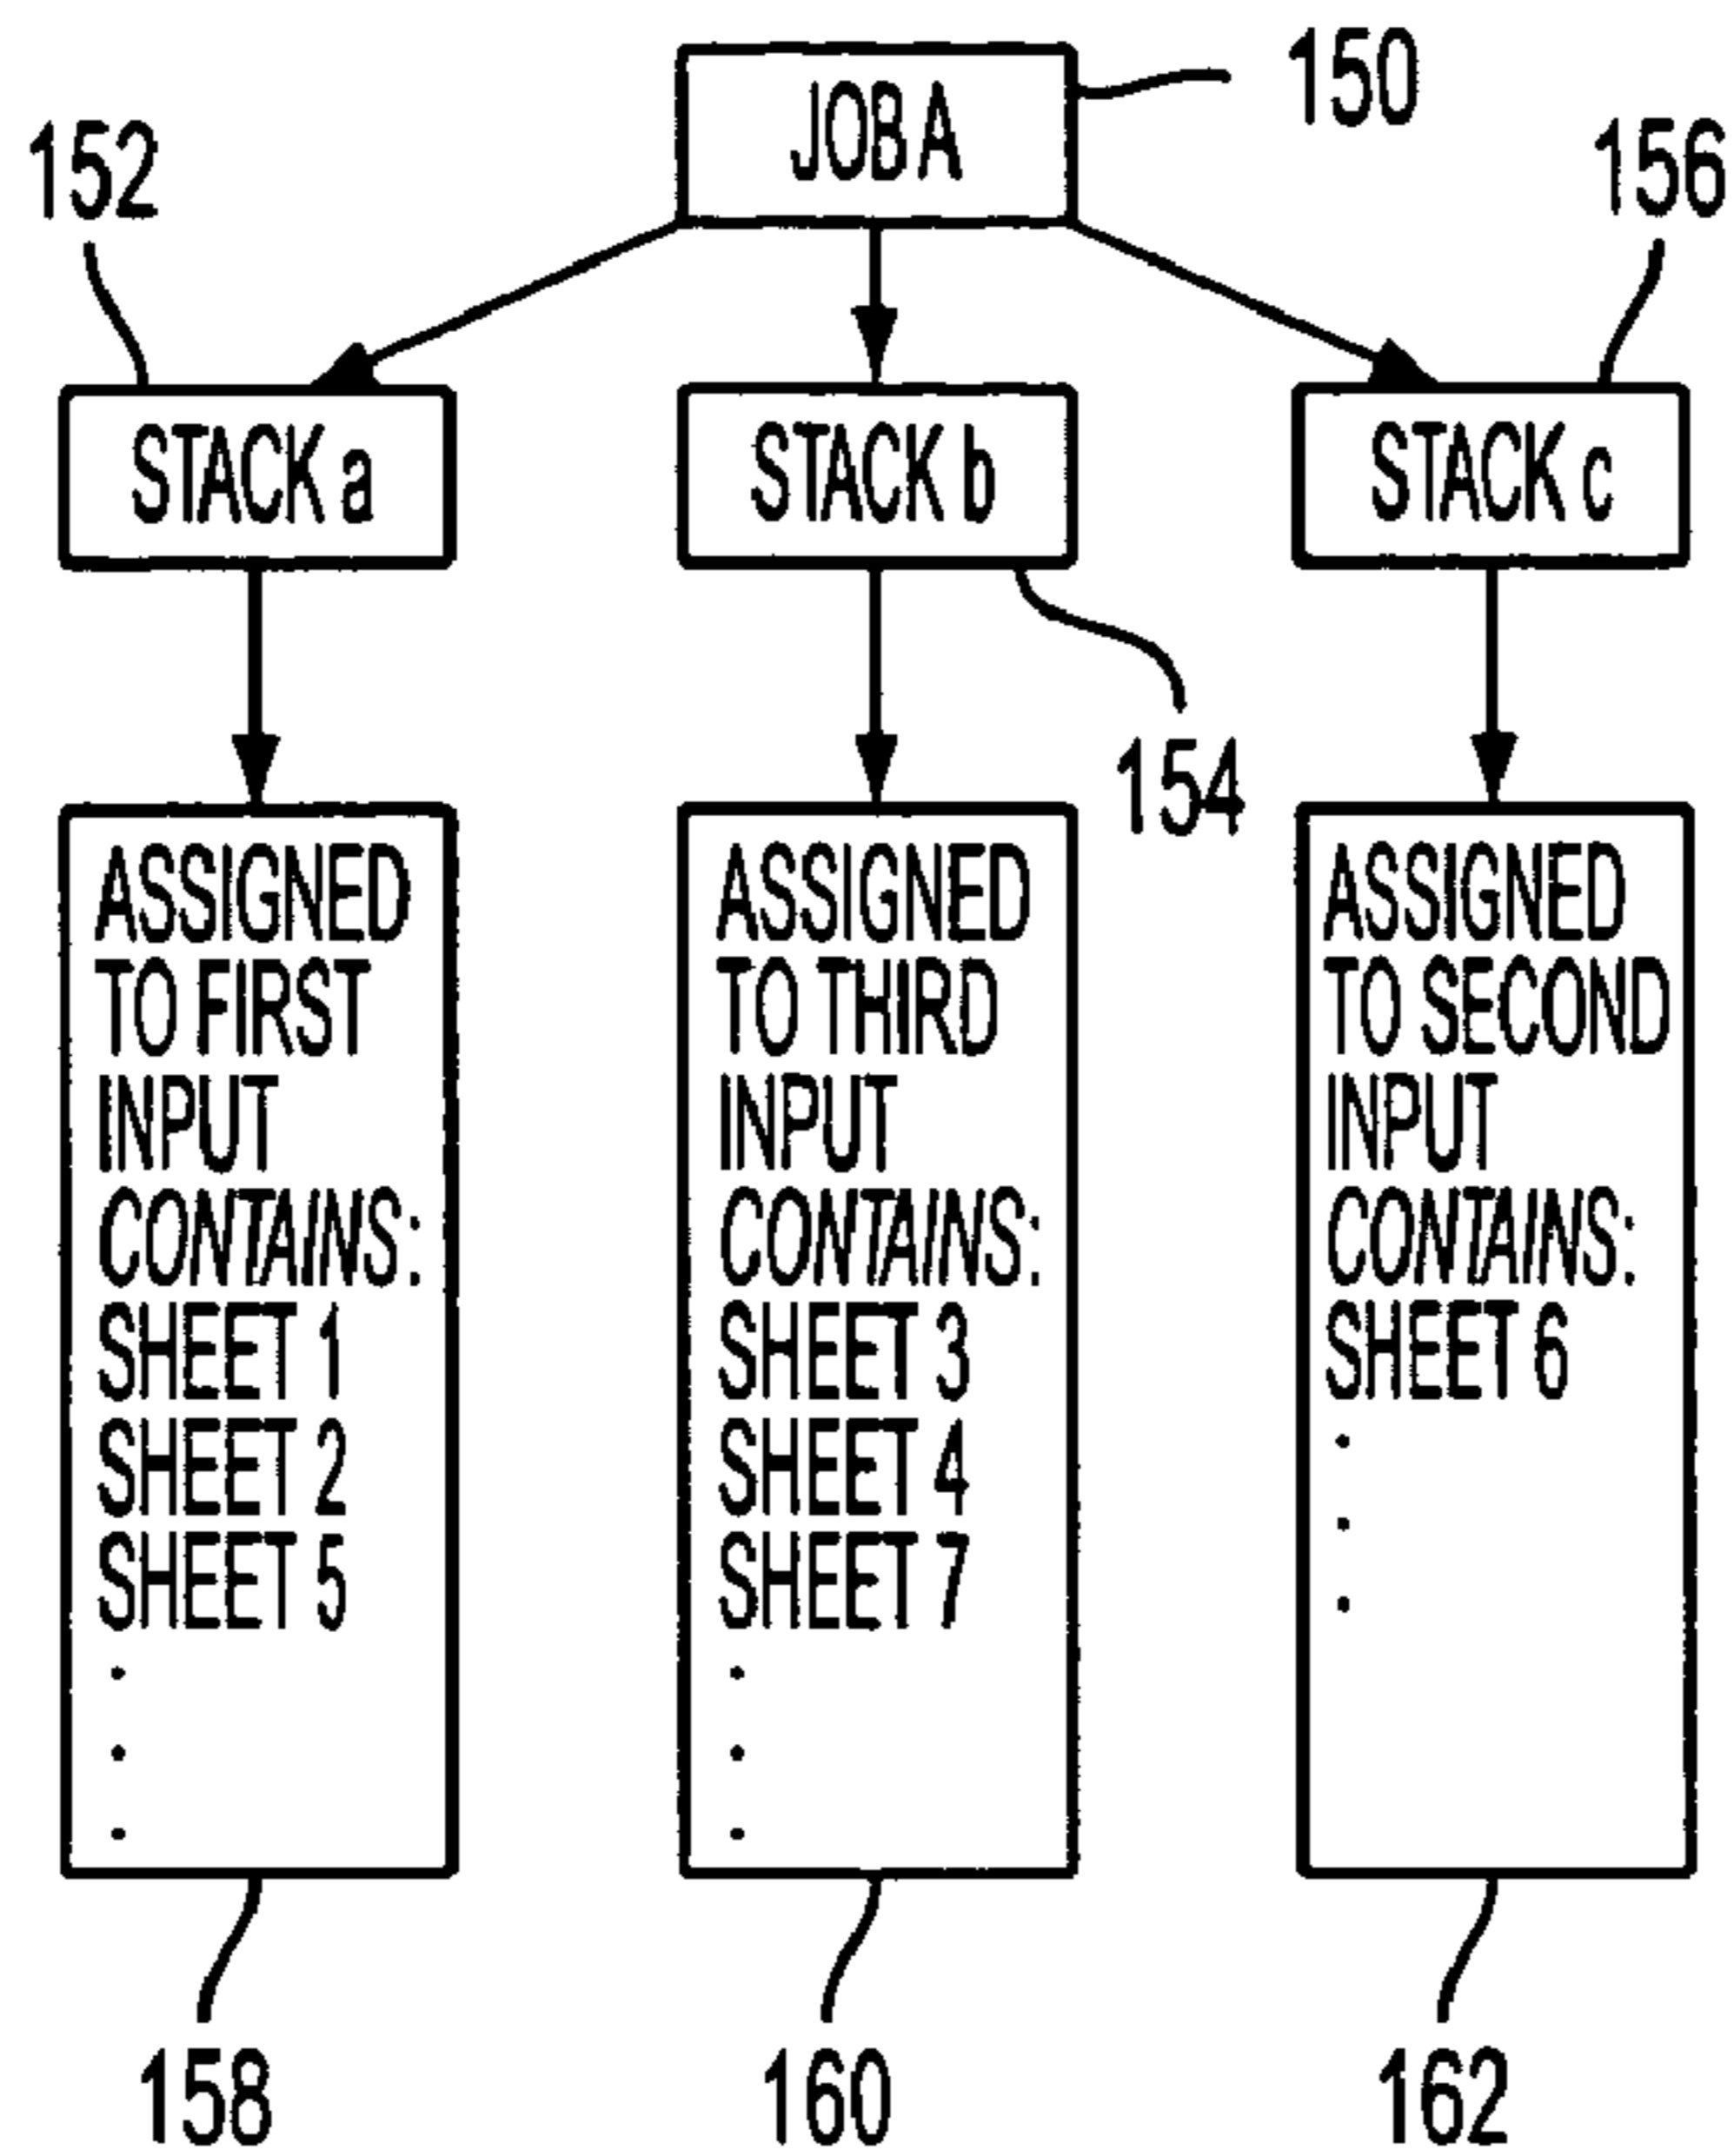 150
JOB A
152
156
STACK a
STACK b
STACK c
154
ASSIGNED
TO FIRST
INPUT
CONTAINS:
SHEET 1
SHEET 2
SHEET 5
.
.
.
ASSIGNED
TO THIRD
INPUT
CONTAINS:
SHEET 3
SHEET 4
SHEET 7
.
.
.
ASSIGNED
TO SECOND
INPUT
CONTAINS:
SHEET 6
.
.
.
158
160
162